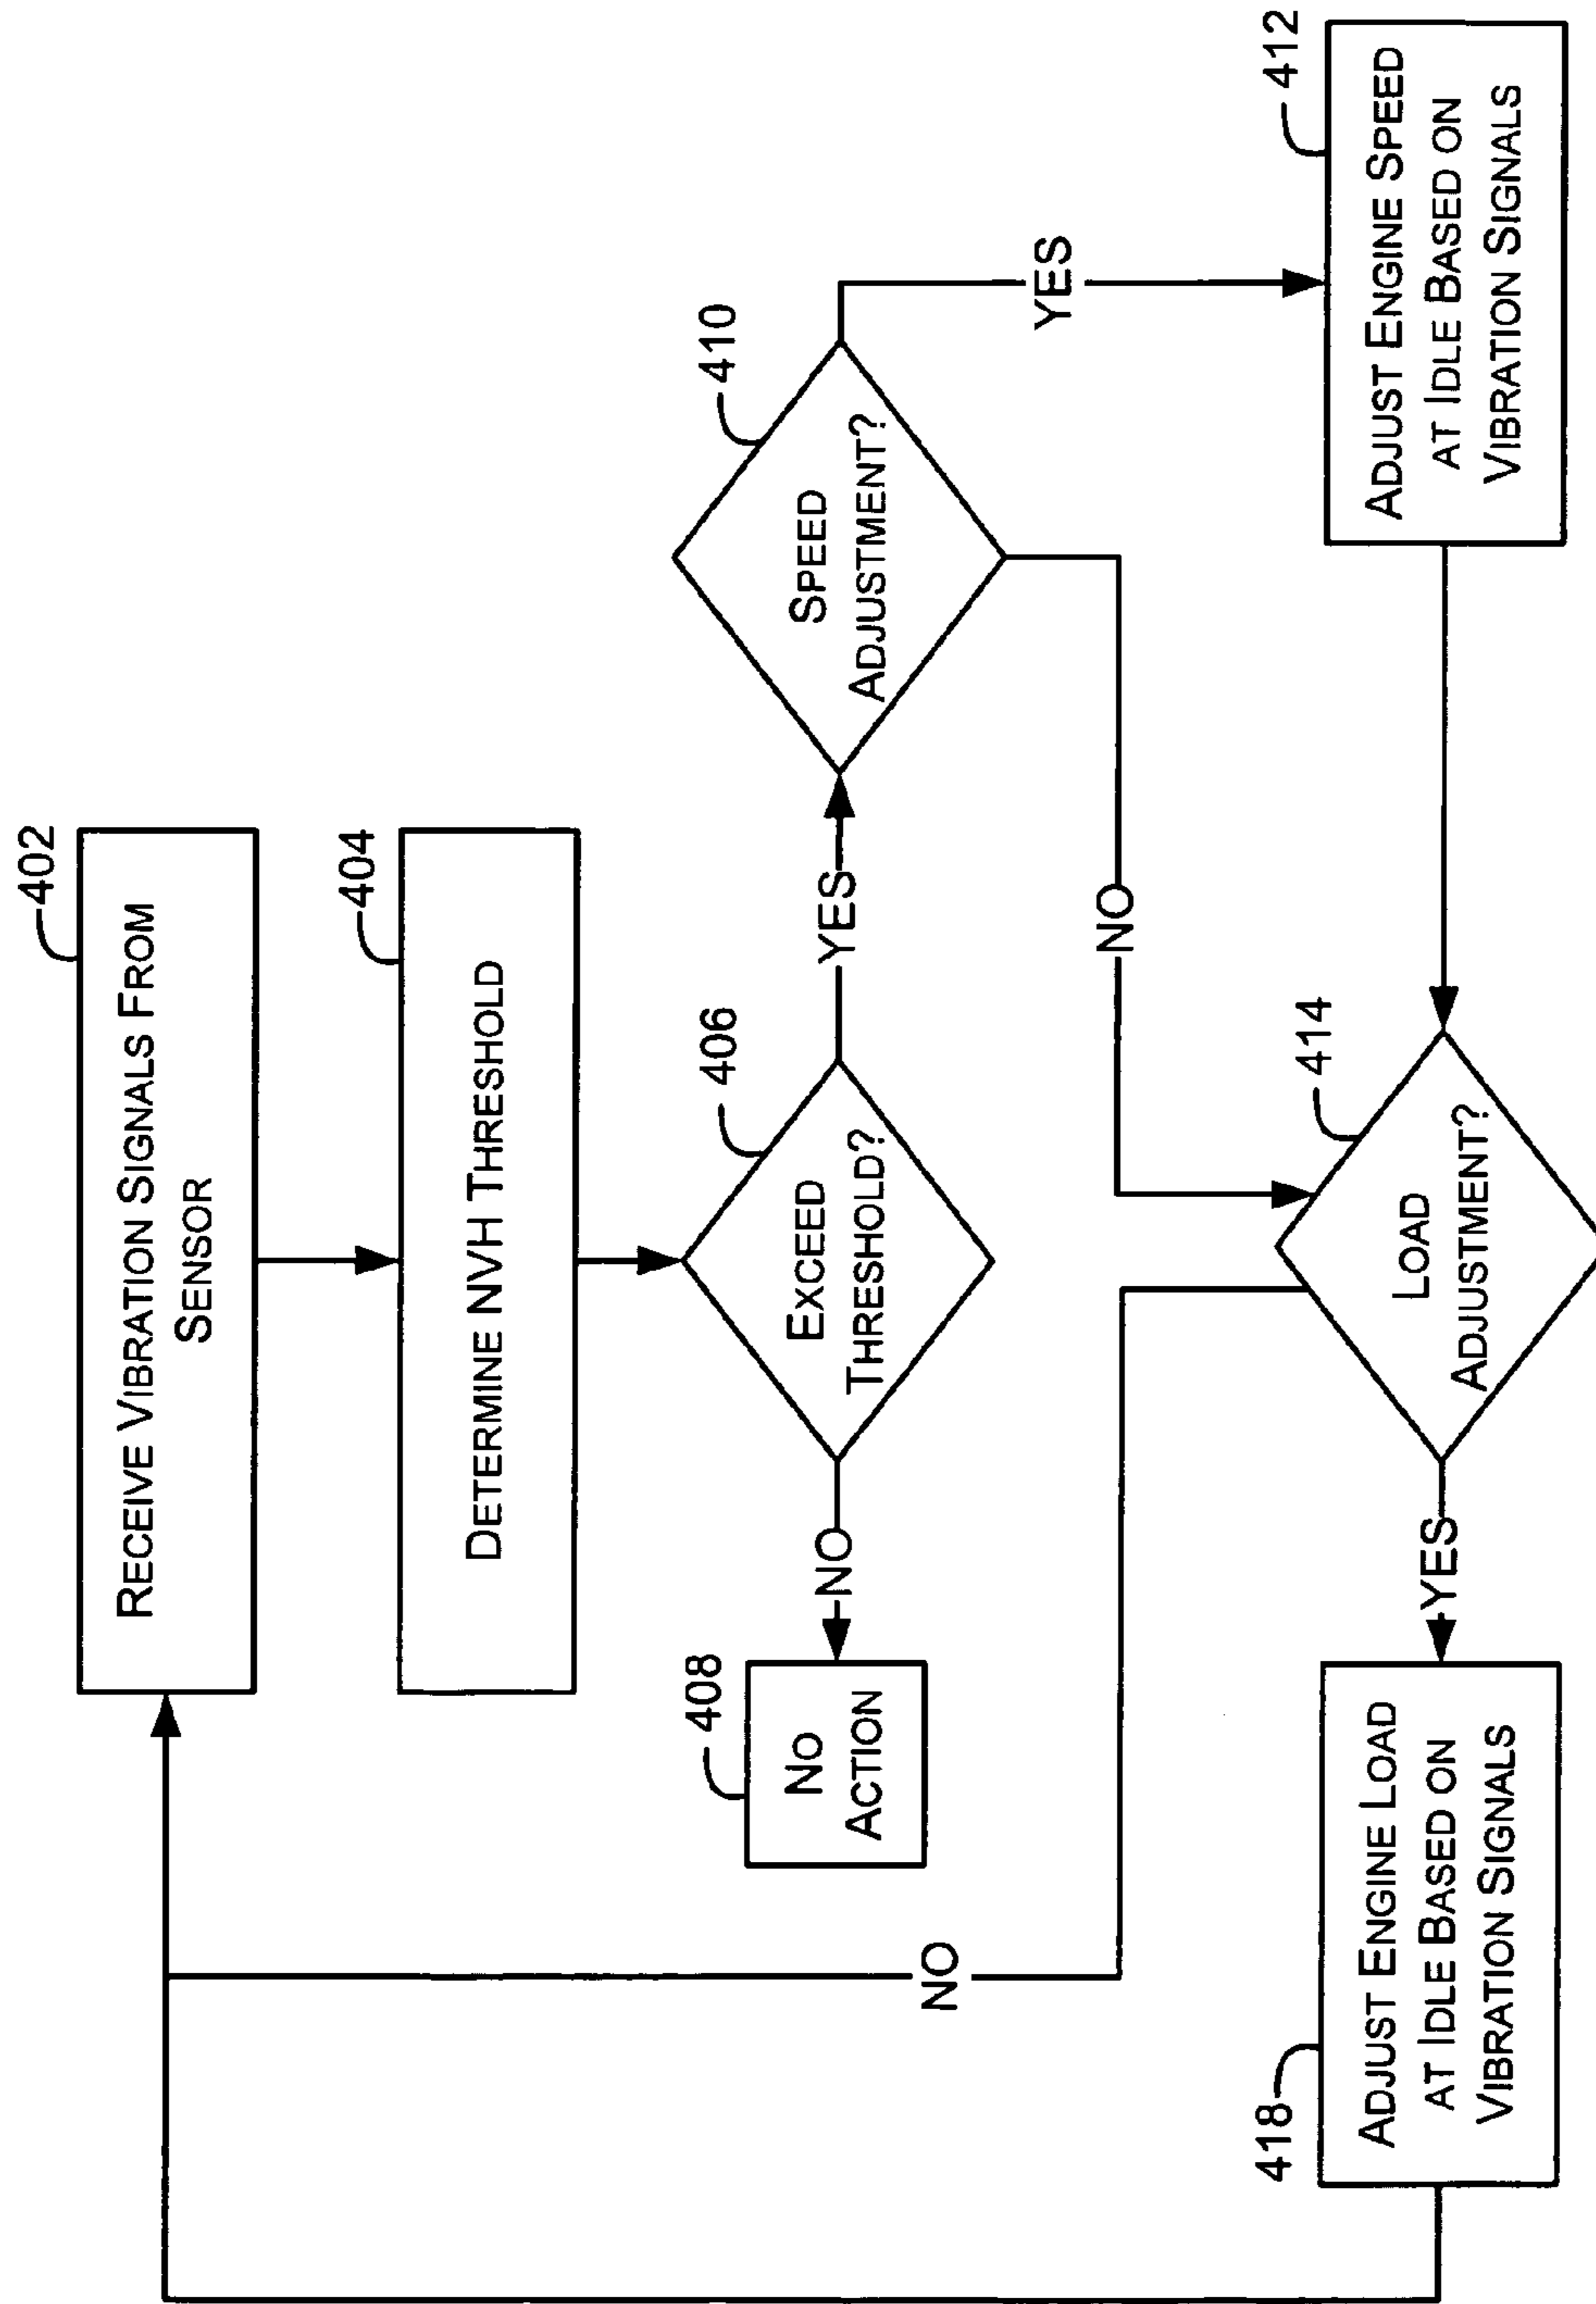 402
RECEIVE VIBRATION SIGNALS FROM
SENSOR
404
DETERMINE NVH THRESHOLD
406
EXCEED
THRESHOLD?
NO
YES
408
NO
ACTION
410
SPEED
ADJUSTMENT?
YES
NO
412
ADJUST ENGINE SPEED
AT IDLE BASED ON
VIBRATION SIGNALS
414
LOAD
ADJUSTMENT?
NO
YES
418
ADJUST ENGINE LOAD
AT IDLE BASED ON
VIBRATION SIGNALS